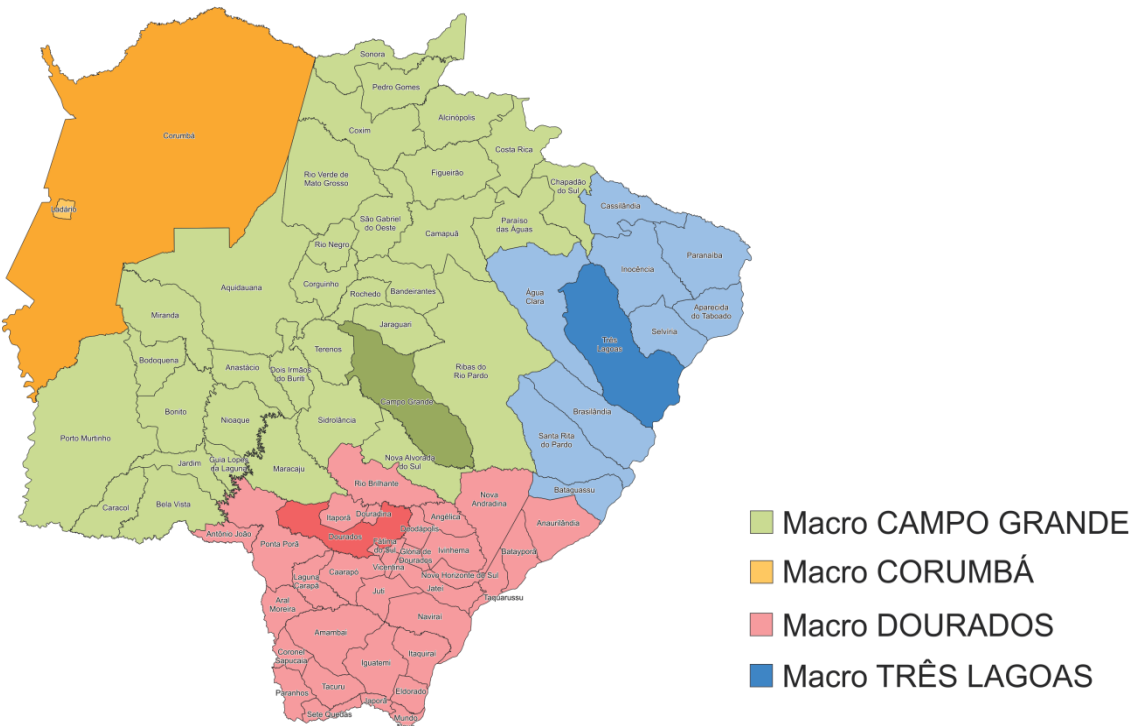 Sonora
Pedro Gomes
Alcinópolis
Coxim
Corumbá
Costa Rica
Figueirão
Rio Verde de
Mato Grosso
Chapadão
do Sul
Cassilândia
Ladário
São Gabriel
do Oeste
Paraíso
das Águas
Camapuã
Rio Negro
Paranaíba
Inocência
Corguinho
Aquidauana
Rochedo
Bandeirantes
Água
Clara
Aparecida
do Taboado
Miranda
Jaraguari
Selvíria
Três
Lagoas
Terenos
Bodoquena
Anastácio
Dois Irmãos
do Buriti
Ribas do
Rio Pardo
Campo Grande
Bonito
Brasilândia
Nioaque
Sidrolândia
Porto Murtinho
Santa Rita
do Pardo
Jardim
Guia Lopes
da Laguna
Nova Alvorada
do Sul
Maracaju
Rio Brilhante
Bataguassu
Nova
Andradina
Caracol
Bela Vista
Douradina
Itaporã
Angélica
Anaurilândia
Deodápolis
Antônio João
Dourados
Ponta Porã
Fátima
do Sul
Glória de
Dourados
Ivinhema
Batayporã
Vicentina
Caarapó
Laguna
Carapã
Novo Horizonte do Sul
Juti
Jateí
Taquarussu
Aral
Moreira
Naviraí
Amambai
Coronel
Sapucaia
Itaquiraí
Iguatemi
Tacuru
Eldorado
Paranhos
Japorã
Sete Quedas
Mundo
Macro CAMPO GRANDE
Macro CORUMBÁ
Macro DOURADOS
Macro TRÊS LAGOAS